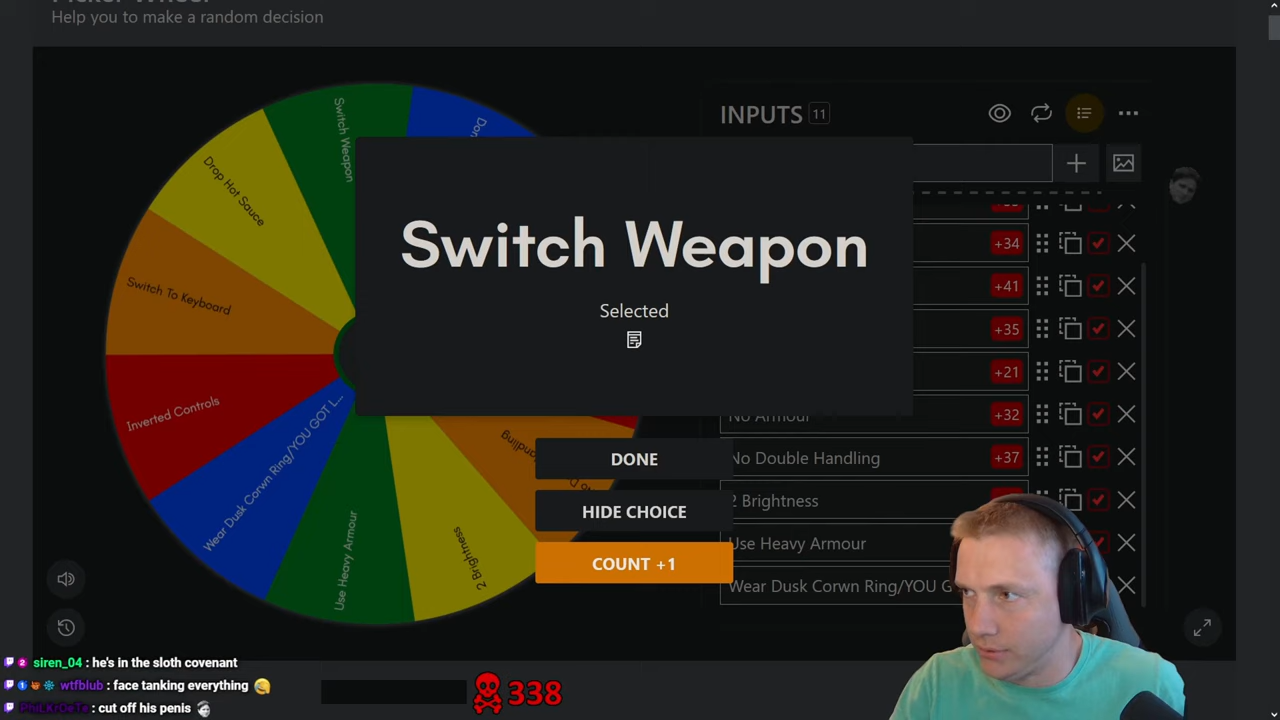 Help you to make a random decision
INPUTS 11
Switch Weapon
Drop Hot Sauce
Switch To Keyboard
Inverted Controls
Wear Dusk Corwn Ring/YOU GOT L...
Use Heavy Armour
2 Brightness
Switch Weapon
Selected
DONE
HIDE CHOICE
COUNT +1
+34
+41
+35
+21
No Armour +32
No Double Handling +37
2 Brightness
Use Heavy Armour
Wear Dusk Corwn Ring/YOU G
siren_04 : he's in the sloth covenant
wtfblub : face tanking everything
PhiLKrOeTe : cut off his penis
338